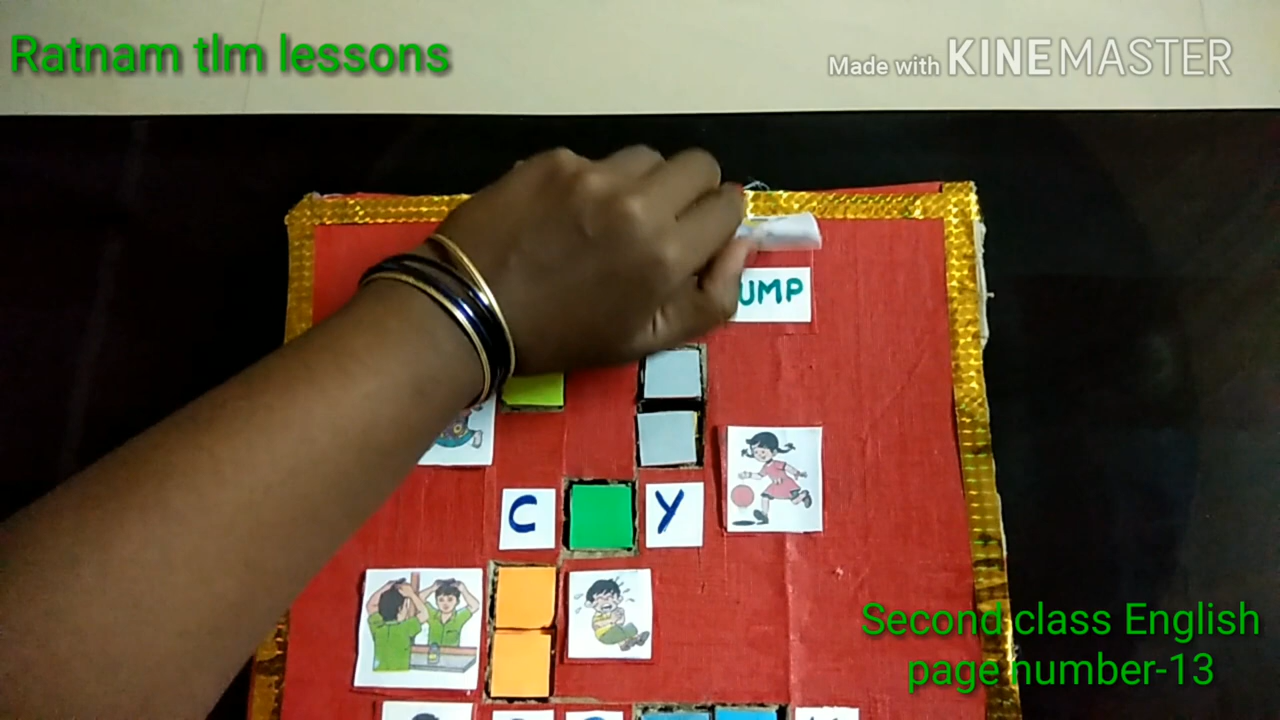 Ratnam tlm lessons
Made with KINEMASTER
UMP
C Y
Second class English
page number-13